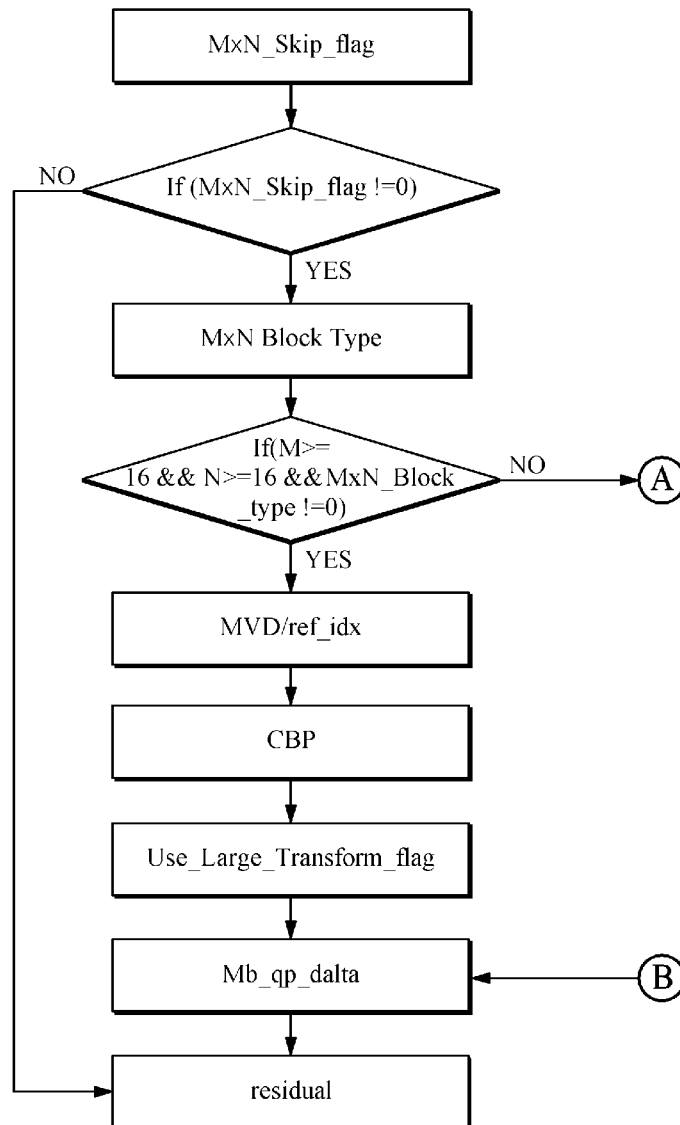 MxN_Skip_flag
NO
If (MxN_Skip_flag !=0)
YES
MxN Block Type
If(M>=
16 && N>=16 &&MxN_Block
_type !=0)
NO
A
YES
MVD/ref_idx
CBP
Use_Large_Transform_flag
Mb_qp_dalta
B
residual